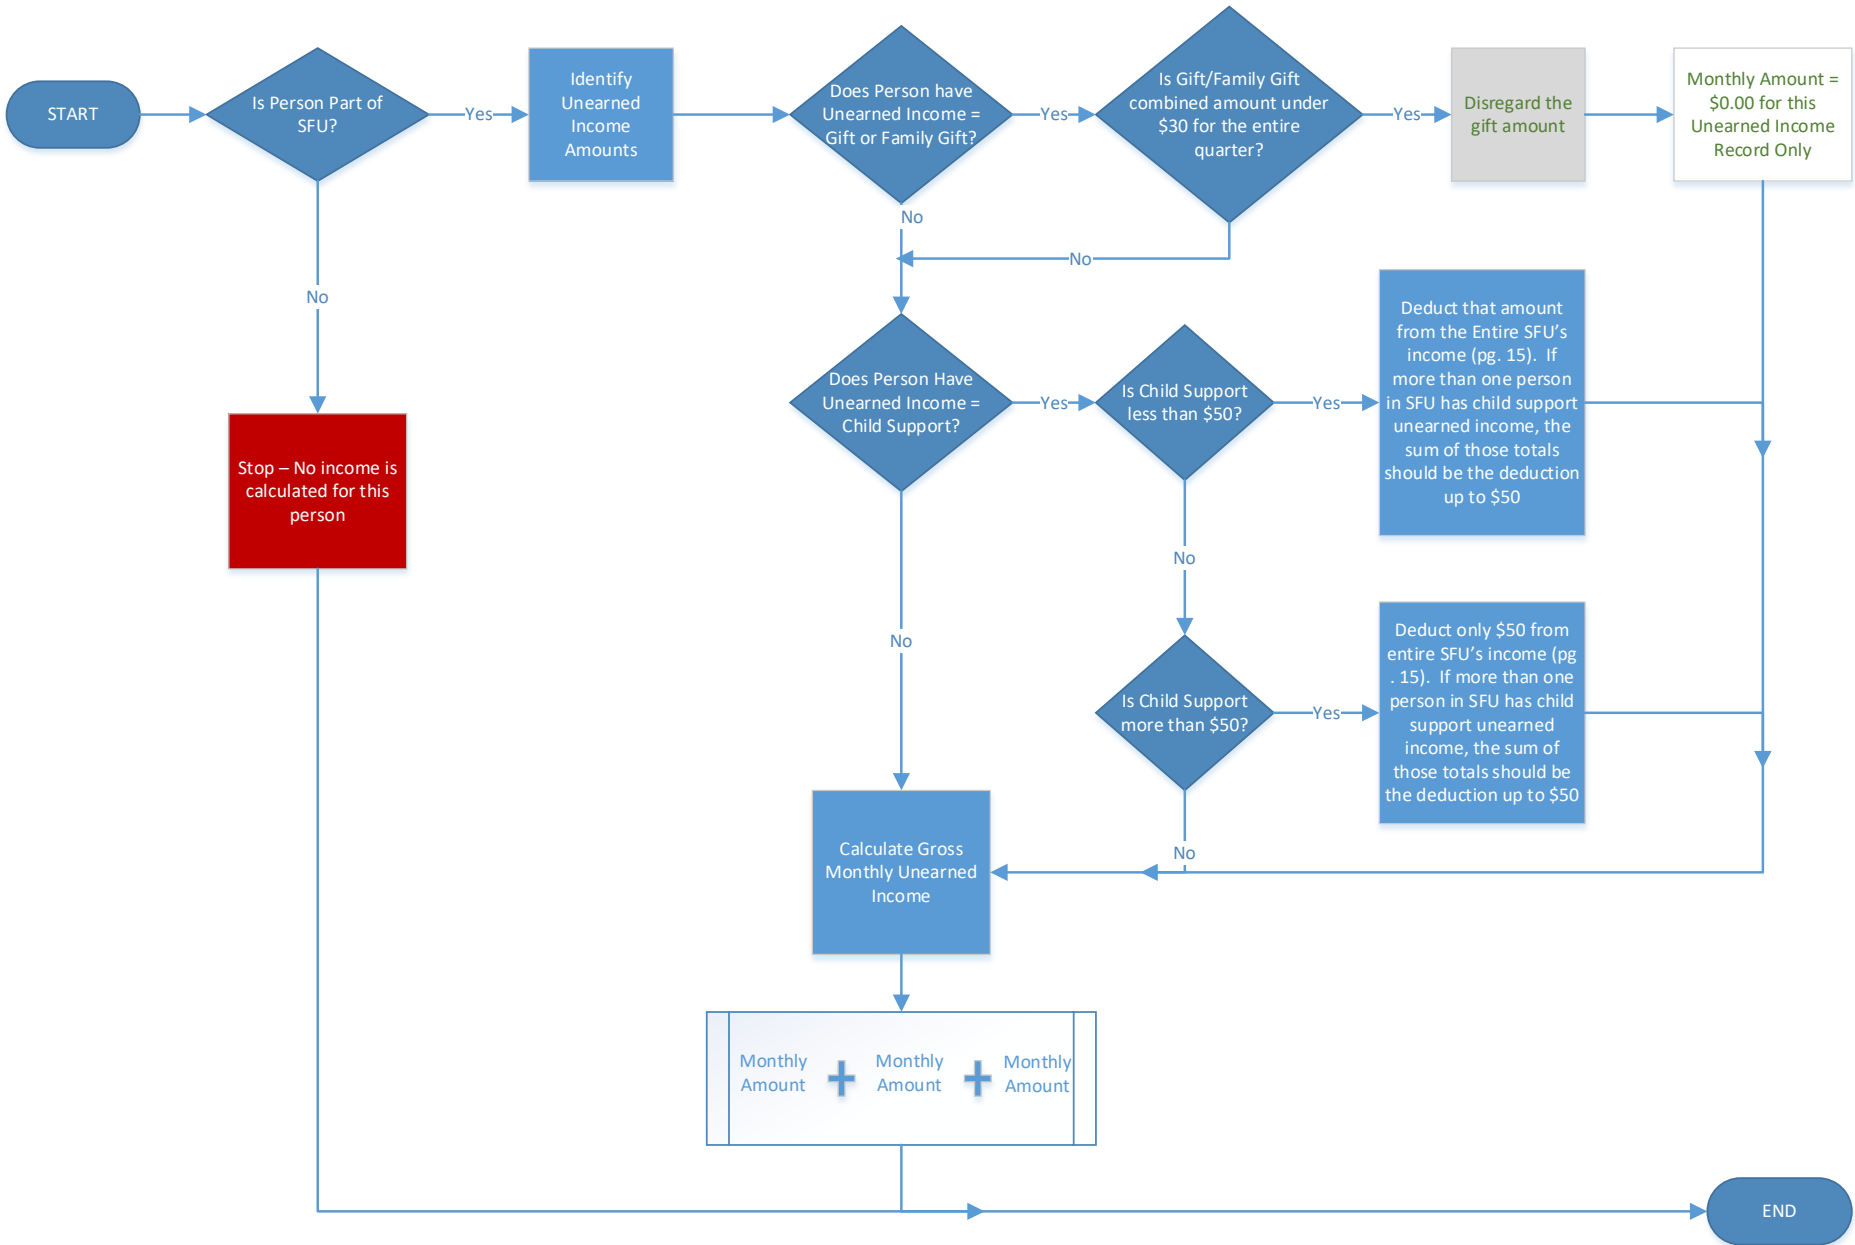 START
Is Person Part of
SFU?
Yes
Identify
Unearned
Income
Amounts
Does Person have
Unearned Income =
Gift or Family Gift?
Yes
Is Gift/Family Gift
combined amount under
$30 for the entire
quarter?
Yes
Disregard the
gift amount
Monthly Amount =
$0.00 for this
Unearned Income
Record Only
No
No
No
Does Person Have
Unearned Income =
Child Support?
Yes
Is Child Support
less than $50?
Yes
Deduct that amount
from the Entire SFU’s
income (pg. 15).  If
more than one person
in SFU has child support
unearned income, the
sum of those totals
should be the deduction
up to $50
Stop – No income is
calculated for this
person
No
No
Is Child Support
more than $50?
Yes
Deduct only $50 from
entire SFU’s income (pg
. 15).  If more than one
person in SFU has child
support unearned
income, the sum of
those totals should be
the deduction up to $50
No
Calculate Gross
Monthly Unearned
Income
Monthly
Amount
+
Monthly
Amount
+
Monthly
Amount
END